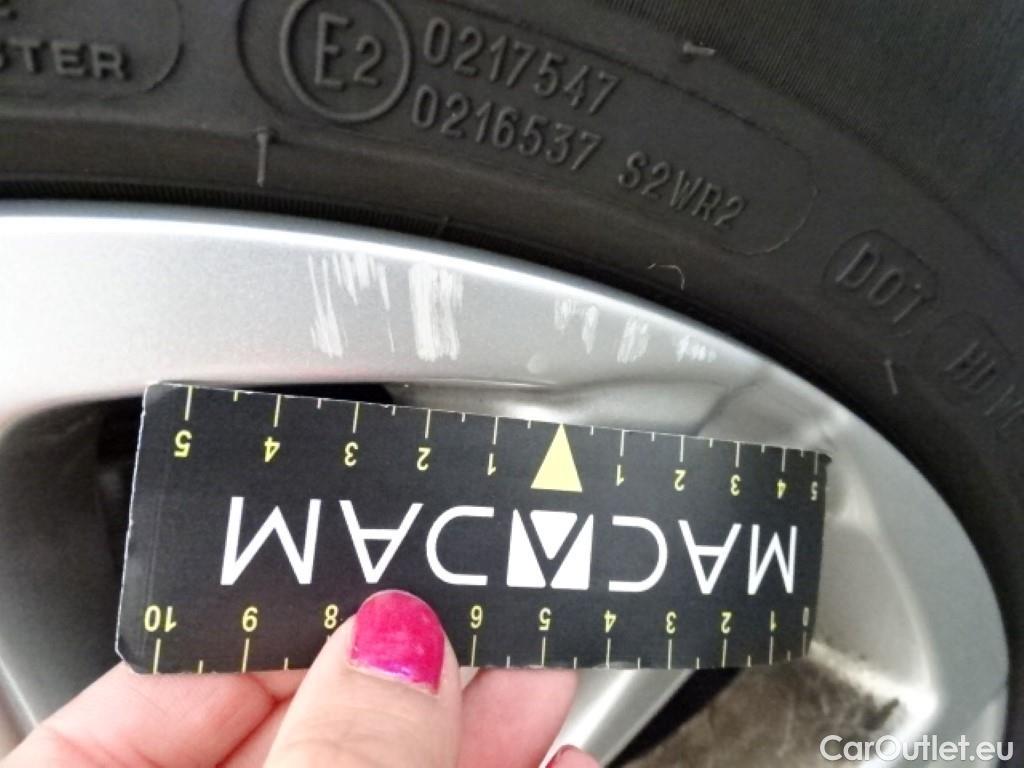 STER
E2
0217547
0216537 S2WR2
DOT
5 4 3 2 1 1 2 3 4 5
MACADAM
10 9 8 6 5 4 3 2 1 0
CarOutlet.eu